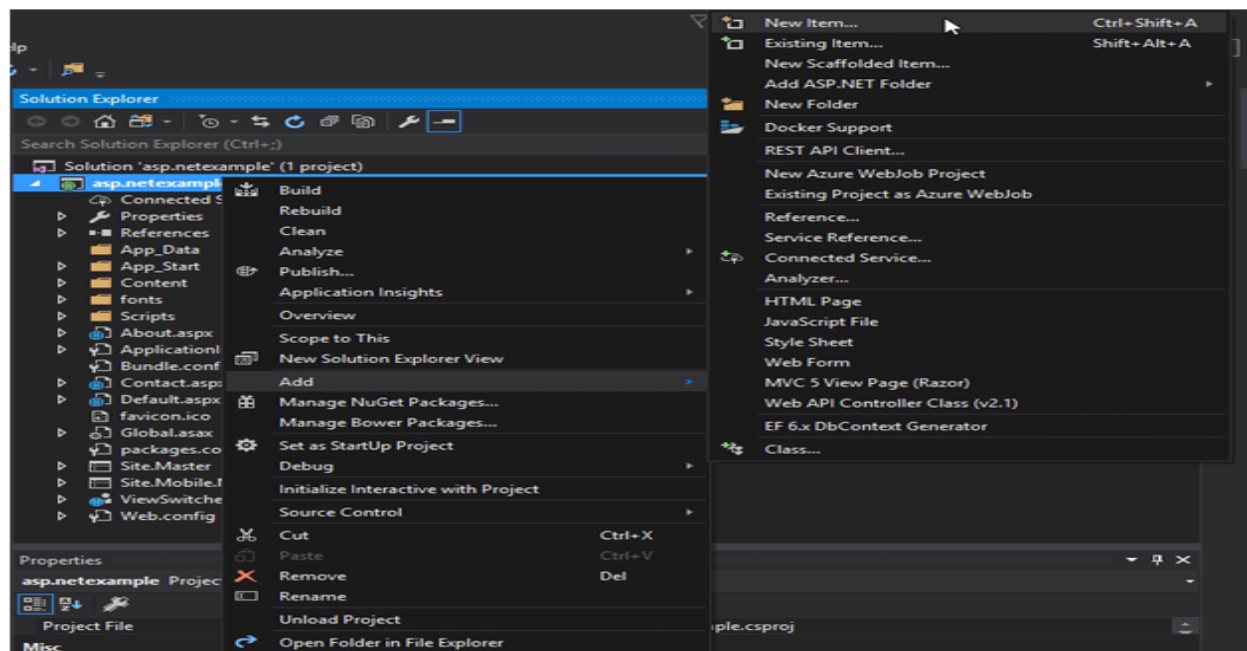 lp
Solution Explorer
Search Solution Explorer (Ctrl+;)
Solution 'asp.netexample' (1 project)
asp.netexampl
Connected S
Properties
References
App_Data
App_Start
Content
fonts
Scripts
About.aspx
ApplicationI
Bundle.conf
Contact.asp
Default.aspx
favicon.ico
Global.asax
packages.co
Site.Master
Site.Mobile.M
ViewSwitche
Web.config
Build
Rebuild
Clean
Analyze
Publish...
Application Insights
Overview
Scope to This
New Solution Explorer View
Add
Manage NuGet Packages...
Manage Bower Packages...
Set as StartUp Project
Debug
Initialize Interactive with Project
Source Control
Cut Ctrl+X
Paste Ctrl+V
Remove Del
Rename
Unload Project
Open Folder in File Explorer
New Item... Ctrl+Shift+A
Existing Item... Shift+Alt+A
New Scaffolded Item...
Add ASP.NET Folder
New Folder
Docker Support
REST API Client...
New Azure WebJob Project
Existing Project as Azure WebJob
Reference...
Service Reference...
Connected Service...
Analyzer...
HTML Page
JavaScript File
Style Sheet
Web Form
MVC 5 View Page (Razor)
Web API Controller Class (v2.1)
EF 6.x DbContext Generator
Class...
Properties
asp.netexample Projec
Project File ple.csproj
Misc